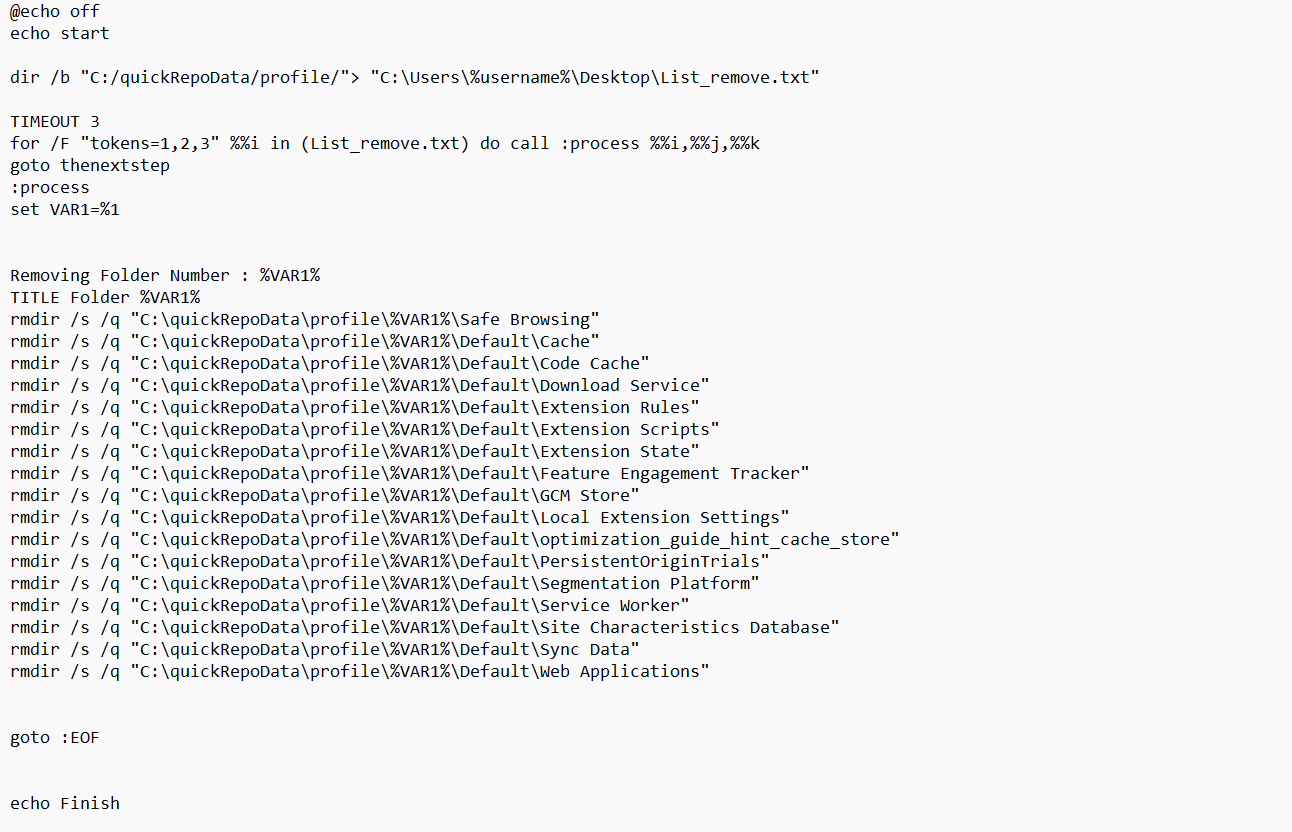 @echo off
echo start
dir /b "C:/quickRepoData/profile/"> "C:\Users\%username%\Desktop\List_remove.txt"
TIMEOUT 3
for /F "tokens=1,2,3" %%i in (List_remove.txt) do call :process %%i,%%j,%%k
goto thenextstep
:process
set VAR1=%1
Removing Folder Number : %VAR1%
TITLE Folder %VAR1%
rmdir /s /q "C:\quickRepoData\profile\%VAR1%\Safe Browsing"
rmdir /s /q "C:\quickRepoData\profile\%VAR1%\Default\Cache"
rmdir /s /q "C:\quickRepoData\profile\%VAR1%\Default\Code Cache"
rmdir /s /q "C:\quickRepoData\profile\%VAR1%\Default\Download Service"
rmdir /s /q "C:\quickRepoData\profile\%VAR1%\Default\Extension Rules"
rmdir /s /q "C:\quickRepoData\profile\%VAR1%\Default\Extension Scripts"
rmdir /s /q "C:\quickRepoData\profile\%VAR1%\Default\Extension State"
rmdir /s /q "C:\quickRepoData\profile\%VAR1%\Default\Feature Engagement Tracker"
rmdir /s /q "C:\quickRepoData\profile\%VAR1%\Default\GCM Store"
rmdir /s /q "C:\quickRepoData\profile\%VAR1%\Default\Local Extension Settings"
rmdir /s /q "C:\quickRepoData\profile\%VAR1%\Default\optimization_guide_hint_cache_store"
rmdir /s /q "C:\quickRepoData\profile\%VAR1%\Default\PersistentOriginTrials"
rmdir /s /q "C:\quickRepoData\profile\%VAR1%\Default\Segmentation Platform"
rmdir /s /q "C:\quickRepoData\profile\%VAR1%\Default\Service Worker"
rmdir /s /q "C:\quickRepoData\profile\%VAR1%\Default\Site Characteristics Database"
rmdir /s /q "C:\quickRepoData\profile\%VAR1%\Default\Sync Data"
rmdir /s /q "C:\quickRepoData\profile\%VAR1%\Default\Web Applications"
goto :EOF
echo Finish